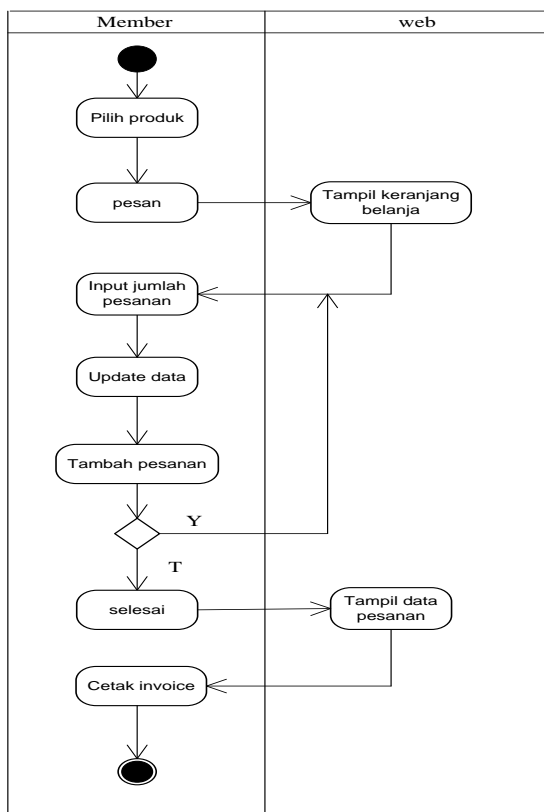 Member
web
Pilih produk
pesan
Tampil keranjang
belanja
Input jumlah
pesanan
Update data
Tambah pesanan
Y
T
selesai
Tampil data
pesanan
Cetak invoice